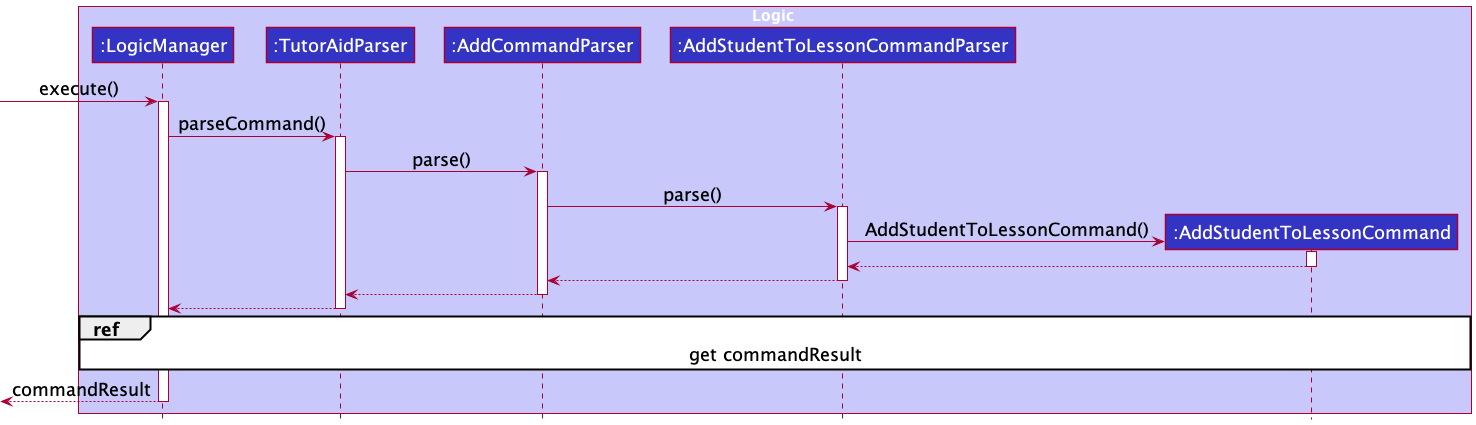 Logic
:LogicManager
:TutorAidParser
:AddCommandParser
:AddStudentToLessonCommandParser
execute()
parseCommand()
parse()
parse()
AddStudentToLessonCommand()
:AddStudentToLessonCommand
ref
get commandResult
commandResult